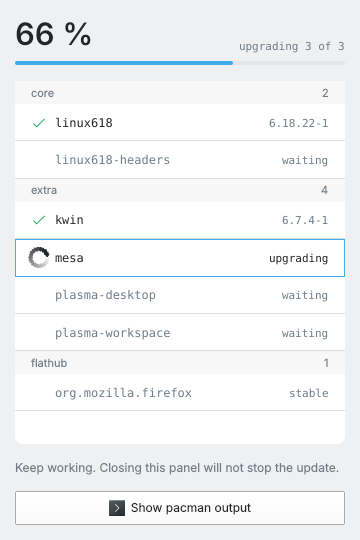 66 %
upgrading 3 of 3
core 2
linux618 6.18.22-1
linux618-headers waiting
extra 4
kwin 6.7.4-1
mesa upgrading
plasma-desktop waiting
plasma-workspace waiting
flathub 1
org.mozilla.firefox stable
Keep working. Closing this panel will not stop the update.
Show pacman output